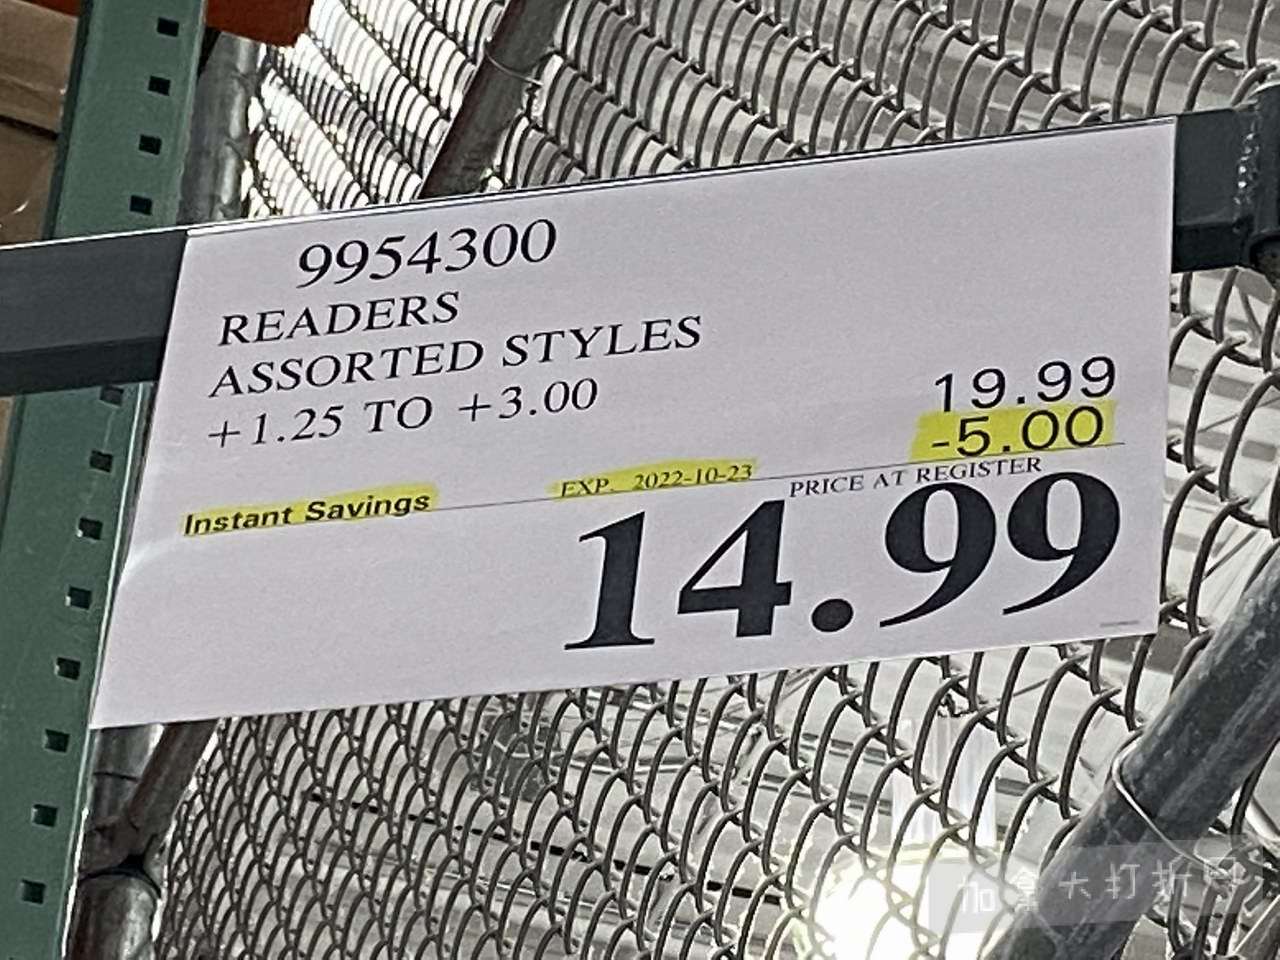 9954300
READERS
ASSORTED STYLES
+1.25 TO +3.00
19.99
-5.00
Instant Savings
EXP. 2022-10-23
PRICE AT REGISTER
14.99
加拿大打折